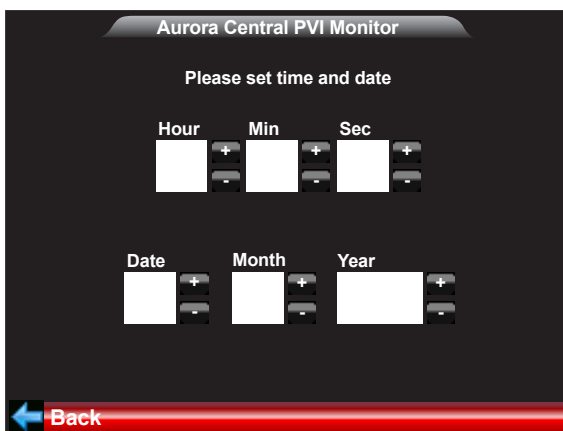 Aurora Central PVI Monitor
Please set time and date
Hour Min Sec
+ + +
- - -
Date Month Year
+ + +
- - -
Back